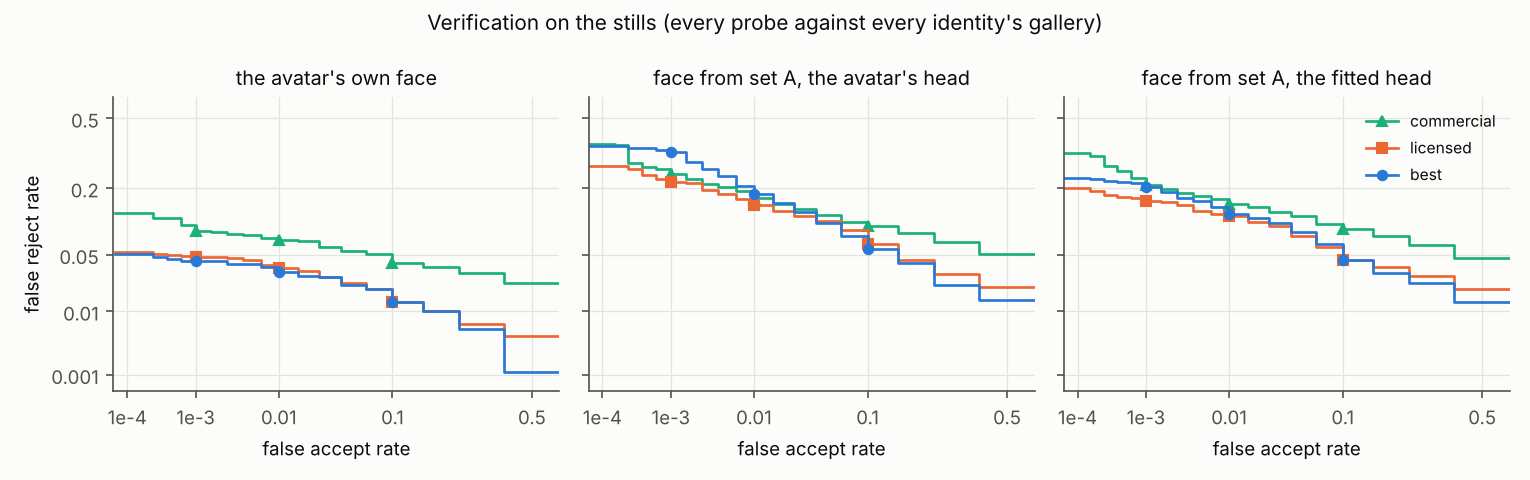 Verification on the stills (every probe against every identity's gallery)
the avatar's own face
face from set A, the avatar's head
face from set A, the fitted head
commercial
licensed
best
false reject rate
0.5
0.2
0.05
0.01
0.001
1e-4 1e-3 0.01 0.1 0.5
1e-4 1e-3 0.01 0.1 0.5
1e-4 1e-3 0.01 0.1 0.5
false accept rate
false accept rate
false accept rate